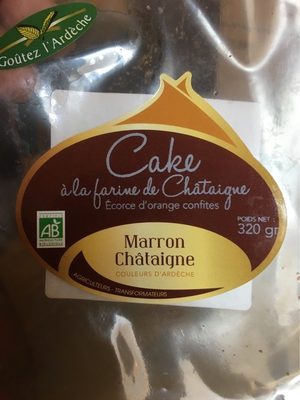 Goûtez l'Ardèche
Cake
à la farine de Châtaigne
Écorce d'orange confites
POIDS NET :
320 gr
AB
Marron
Châtaigne
COULEURS D'ARDÈCHE
AGRICULTEURS - TRANSFORMATEURS